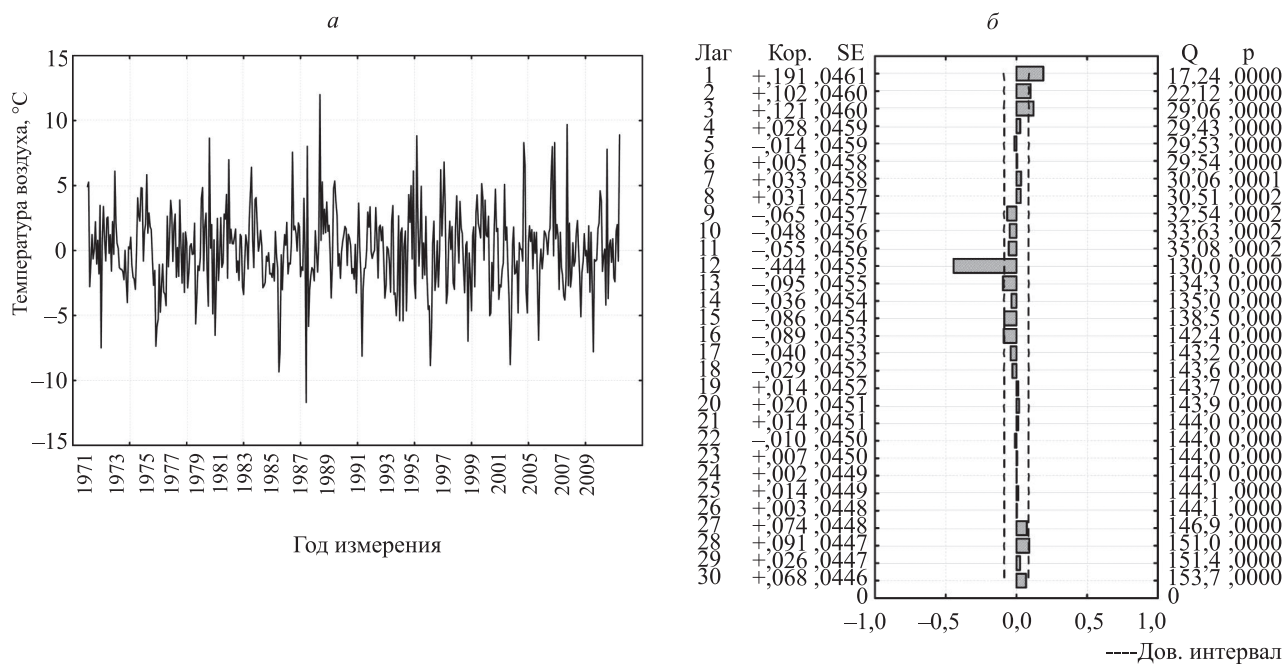 а
15
10
5
0
–5
–10
–15
Температура воздуха, °C
1971
1973
1975
1977
1979
1981
1983
1985
1987
1989
1991
1993
1995
1997
1999
2001
2005
2007
2009
Год измерения
б
Лаг Кор. SE Q p
1 +,191 ,0461 17,24 ,0000
2 +,102 ,0460 22,12 ,0000
3 +,121 ,0460 29,06 ,0000
4 +,028 ,0459 29,43 ,0000
5 –,014 ,0459 29,53 ,0000
6 +,005 ,0458 29,54 ,0000
7 +,033 ,0458 30,06 ,0001
8 +,031 ,0457 30,51 ,0002
9 –,065 ,0457 32,54 ,0002
10 –,048 ,0456 33,63 ,0002
11 –,055 ,0456 35,08 ,0002
12 –,444 ,0455 130,0 0,000
13 –,095 ,0455 134,3 0,000
14 –,036 ,0454 135,0 0,000
15 –,086 ,0454 138,5 0,000
16 –,089 ,0453 142,4 0,000
17 –,040 ,0453 143,2 0,000
18 –,029 ,0452 143,6 0,000
19 +,014 ,0452 143,7 0,000
20 +,020 ,0451 143,9 0,000
21 +,014 ,0451 144,0 0,000
22 –,010 ,0450 144,0 0,000
23 +,007 ,0450 144,0 ,0000
24 +,002 ,0449 144,0 ,0000
25 +,014 ,0449 144,1 ,0000
26 +,003 ,0448 144,1 ,0000
27 +,074 ,0448 146,9 ,0000
28 +,091 ,0447 151,0 ,0000
29 +,026 ,0447 151,4 ,0000
30 +,068 ,0446 153,7 ,0000
0 0
–1,0 –0,5 0,0 0,5 1,0
----Дов. интервал